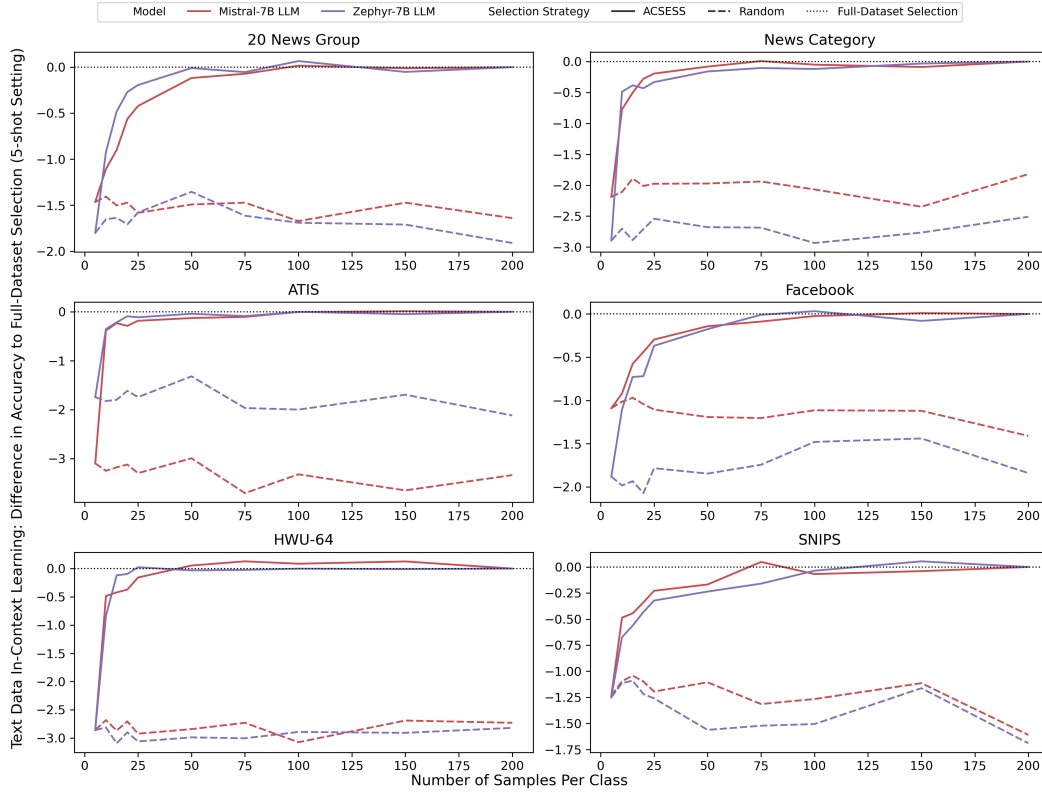 Model Mistral-7B LLM Zephyr-7B LLM Selection Strategy ACSESS Random Full-Dataset Selection
Text Data In-Context Learning: Difference in Accuracy to Full-Dataset Selection (5-shot Setting)
20 News Group
0.0
−0.5
−1.0
−1.5
−2.0
0 25 50 75 100 125 150 175 200
News Category
0.0
−0.5
−1.0
−1.5
−2.0
−2.5
−3.0
0 25 50 75 100 125 150 175 200
ATIS
0
−1
−2
−3
0 25 50 75 100 125 150 175 200
Facebook
0.0
−0.5
−1.0
−1.5
−2.0
0 25 50 75 100 125 150 175 200
HWU-64
0.0
−0.5
−1.0
−1.5
−2.0
−2.5
−3.0
0 25 50 75 100 125 150 175 200
SNIPS
0.00
−0.25
−0.50
−0.75
−1.00
−1.25
−1.50
−1.75
0 25 50 75 100 125 150 175 200
Number of Samples Per Class